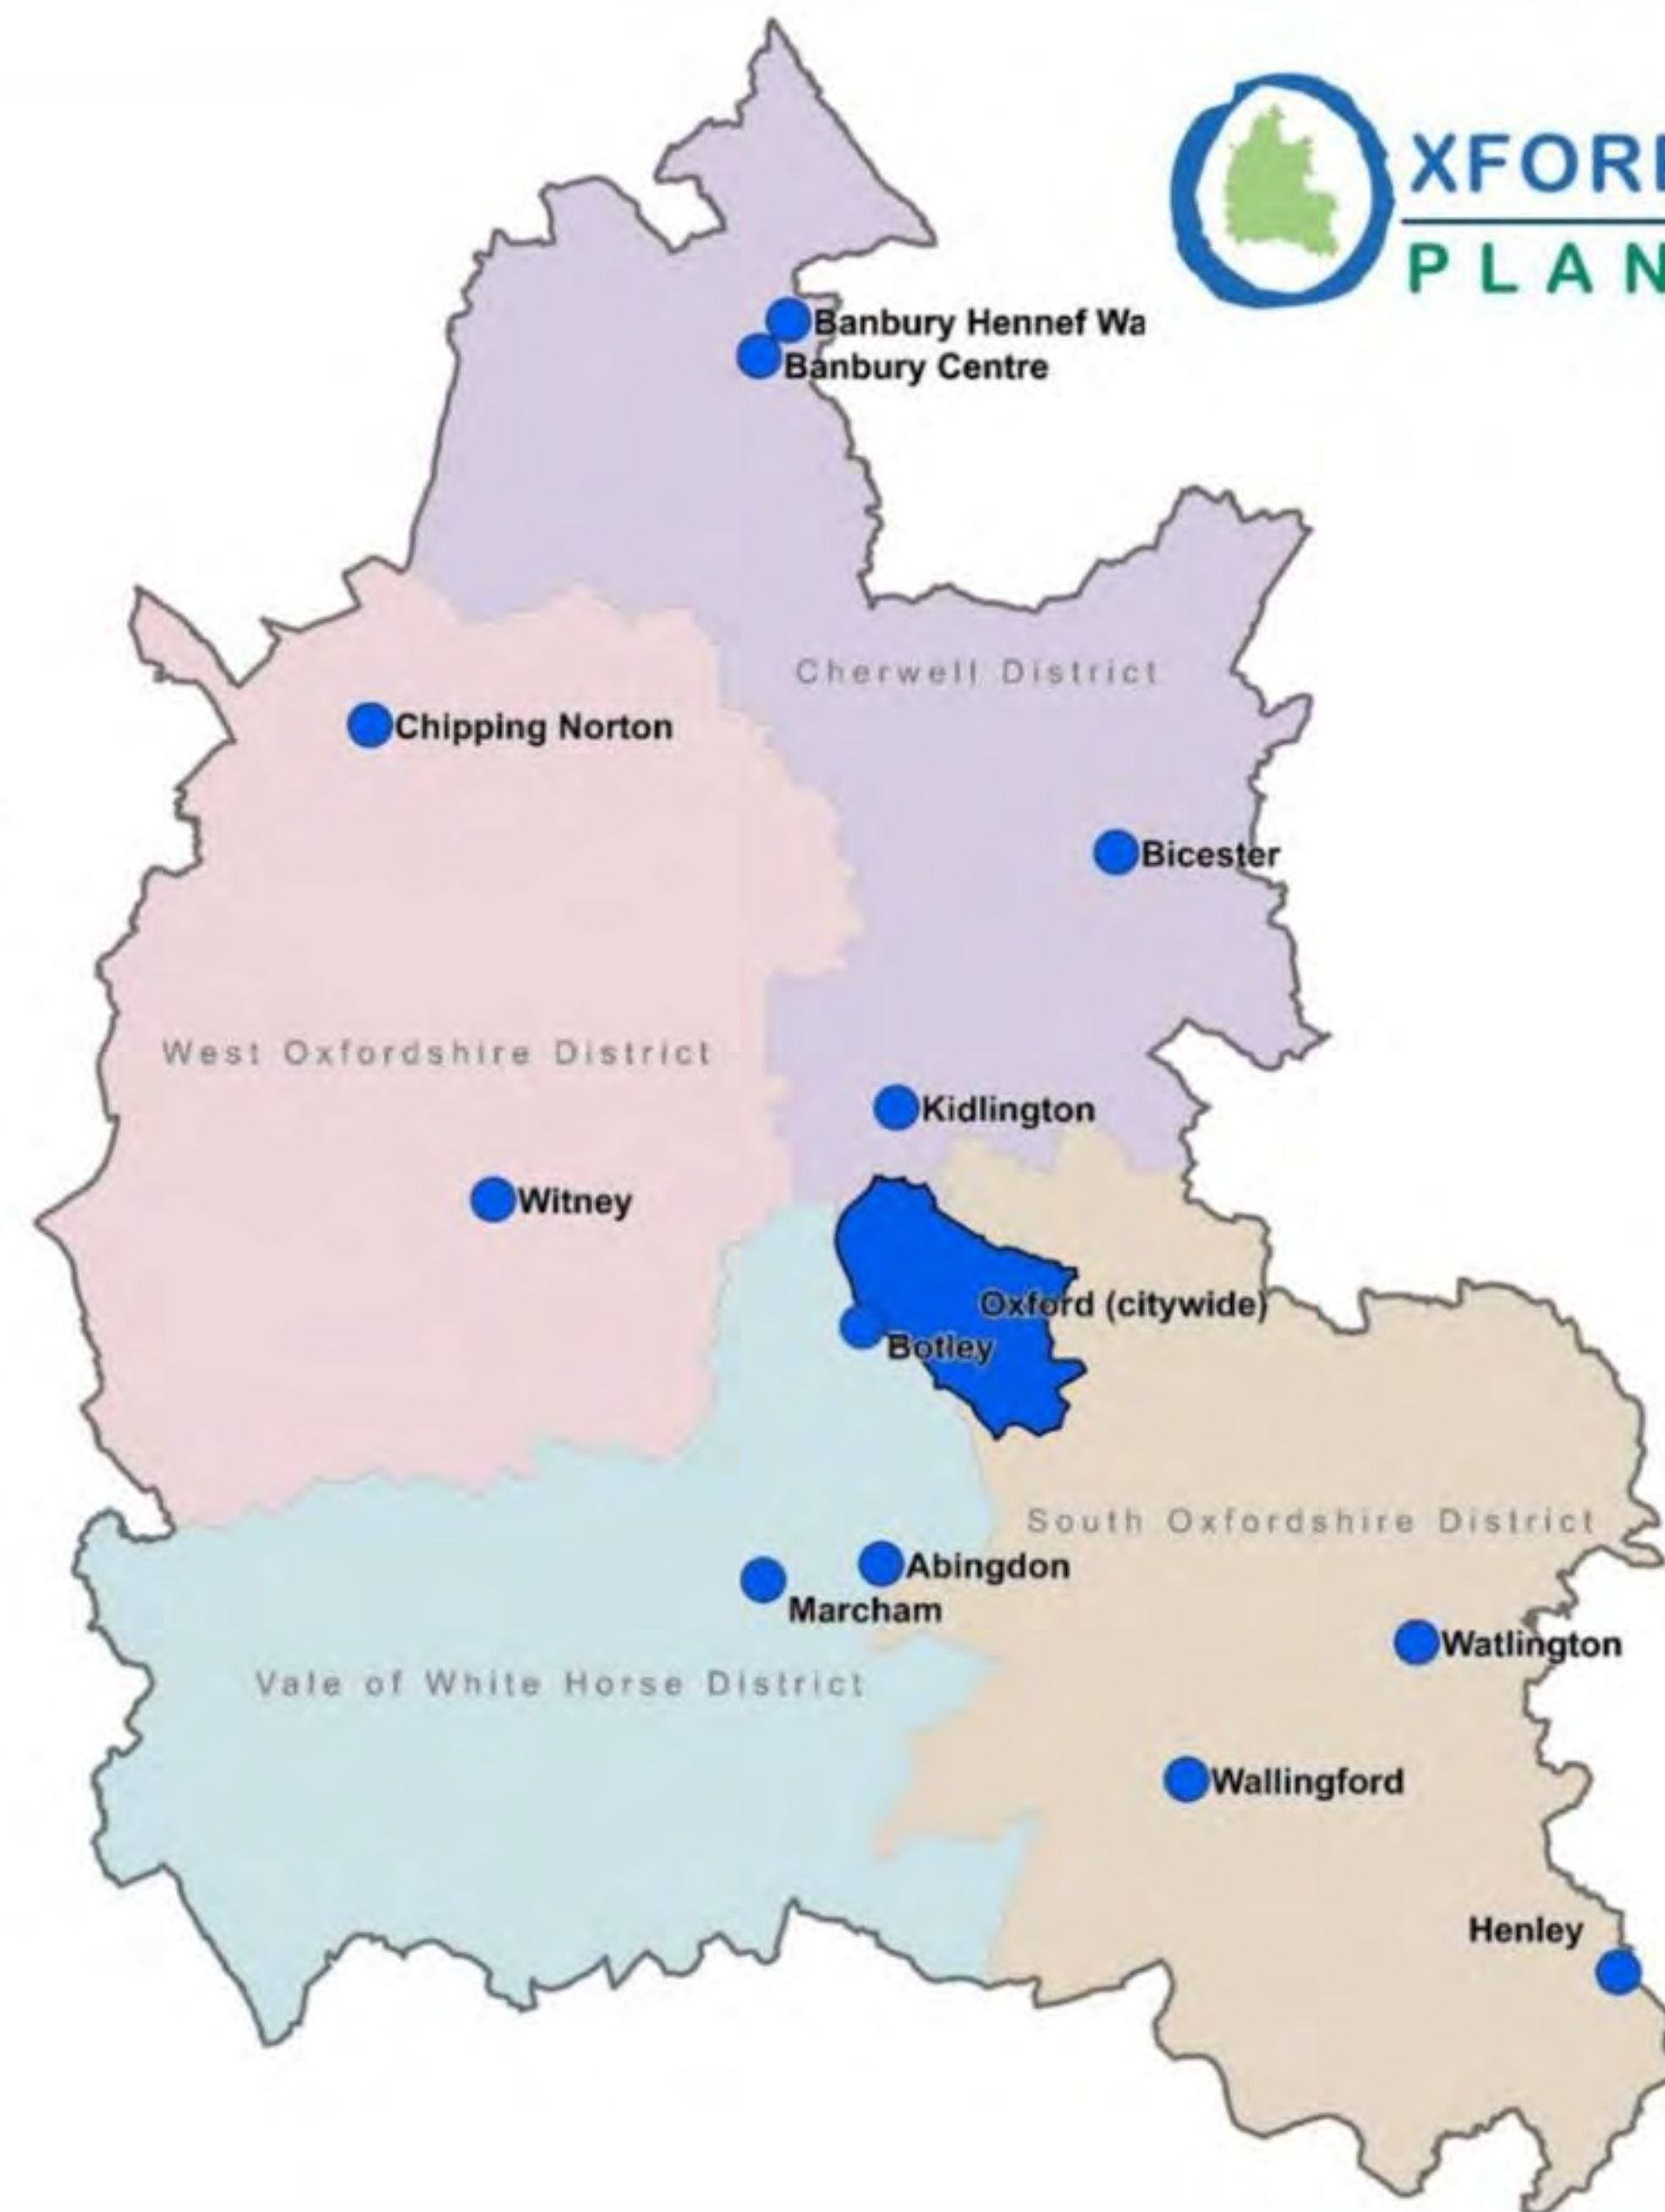 XFOR
PLAN
Banbury Hennef Wa
Banbury Centre
Cherwell District
Chipping Norton
Bicester
West Oxfordshire District
Kidlington
Witney
Oxford (citywide)
Botley
South Oxfordshire District
Abingdon
Marcham
Watlington
Vale of White Horse District
Wallingford
Henley